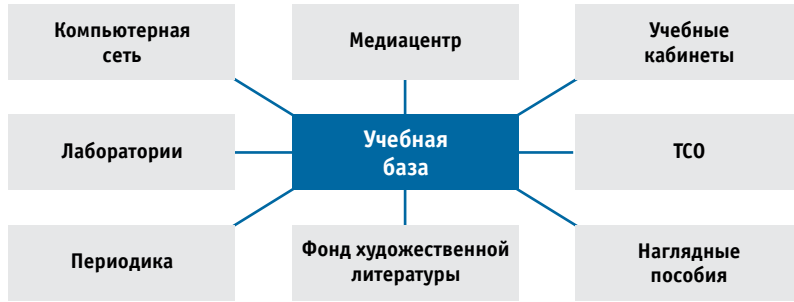 Компьютерная
сеть
Медиацентр
Учебные
кабинеты
Лаборатории
Учебная
база
ТСО
Периодика
Фонд художественной
литературы
Наглядные
пособия